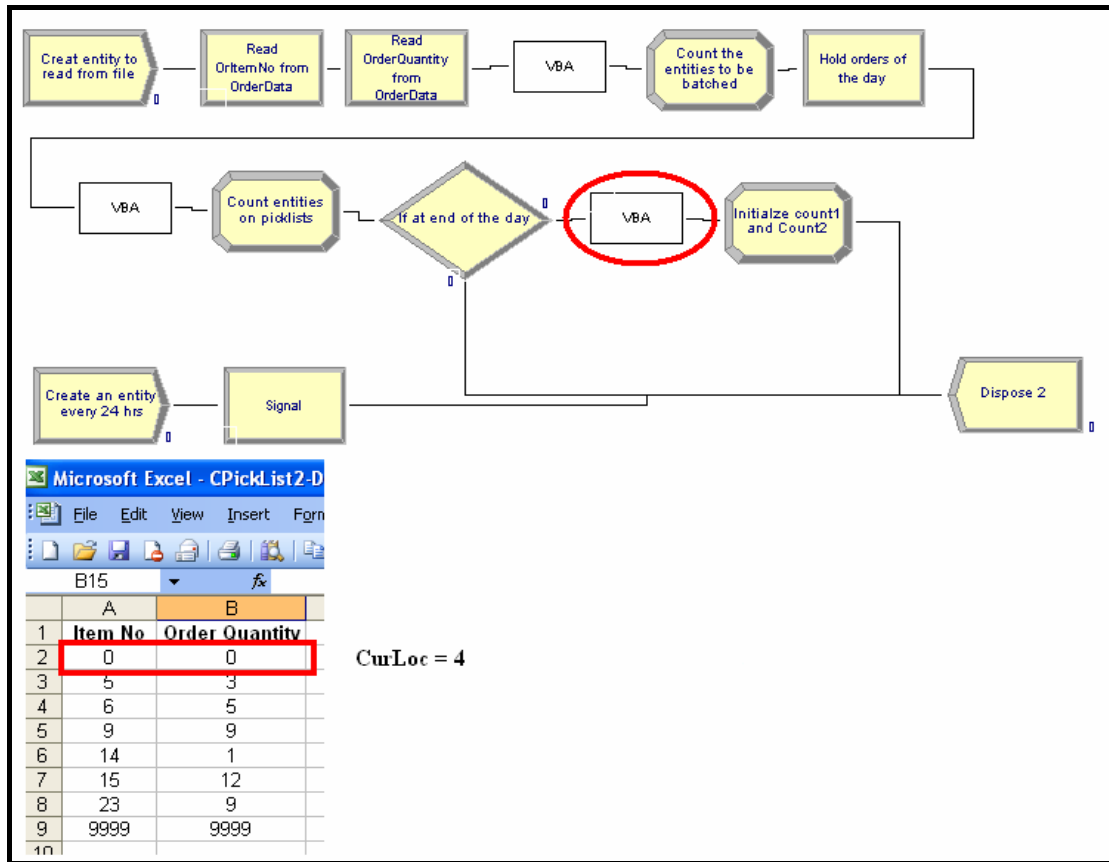 Creat entity to
read from file
Read
OrItemNo from
OrderData
Read
OrderQuantity
from
OrderData
VBA
Count the
entities to be
batched
Hold orders of
the day
VBA
Count entities
on picklists
If at end of the day
VBA
Initialze count1
and Count2
Create an entity
every 24 hrs
Signal
Dispose 2
Microsoft Excel - CPickList2-D
File Edit View Insert Forn
B15 fx
A B
1 Item No Order Quantity
2 0 0
CurLoc = 4
3 5 3
4 6 5
5 9 9
6 14 1
7 15 12
8 23 9
9 9999 9999
10